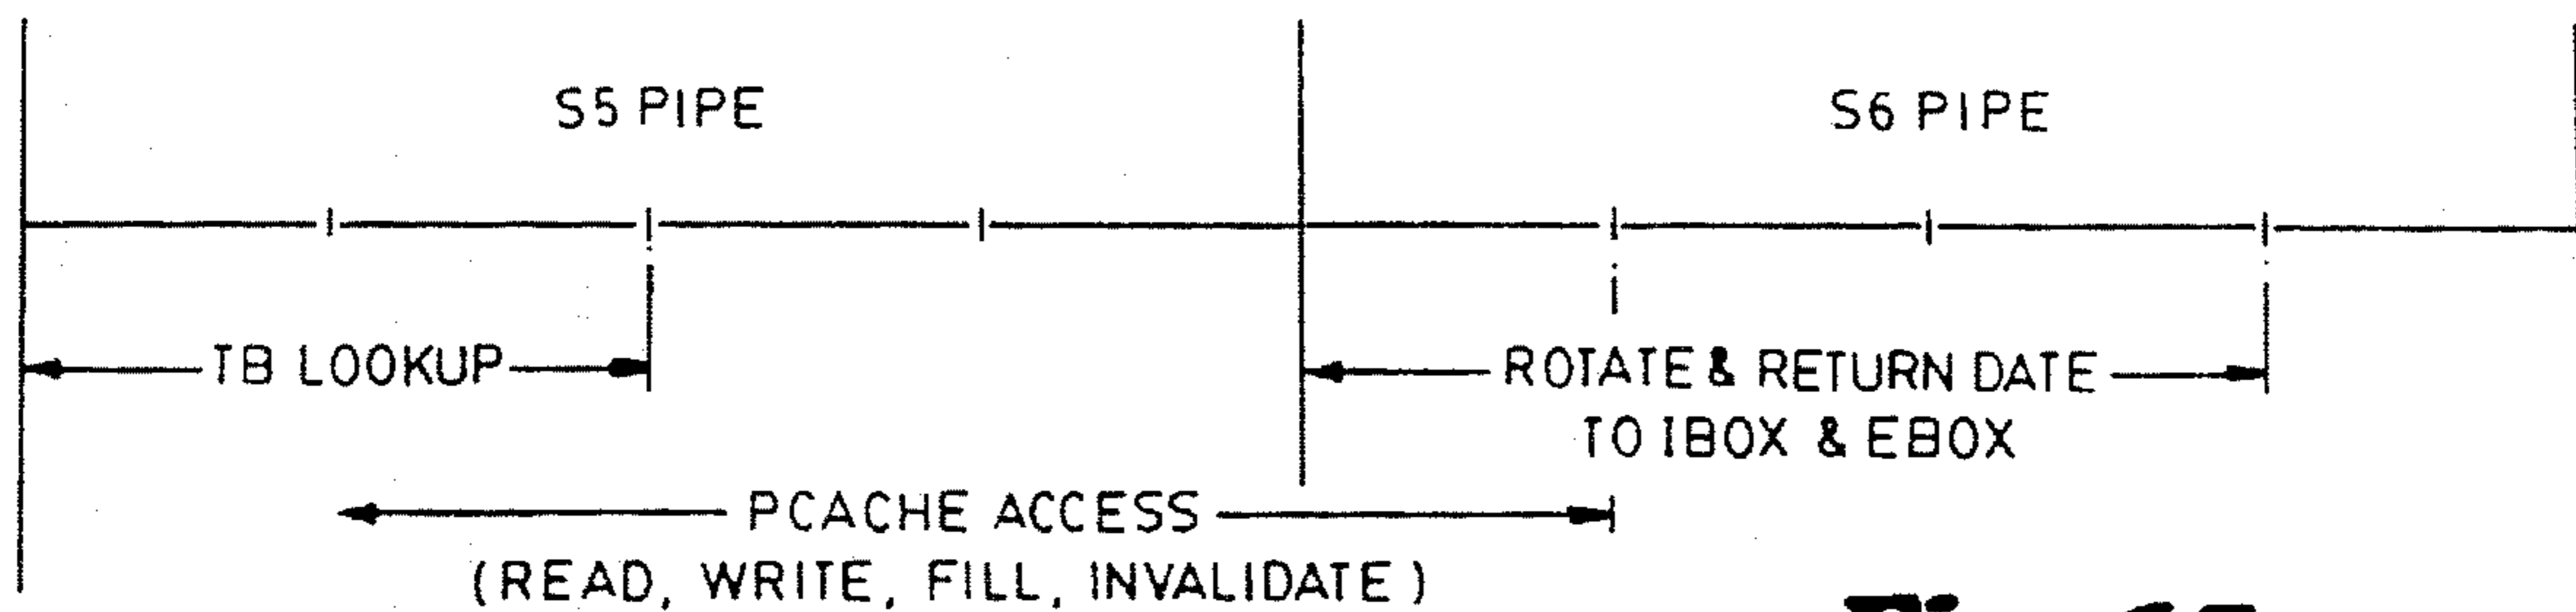 S5 PIPE
S6 PIPE
TB LOOKUP
ROTATE & RETURN DATE
TO IBOX & EBOX
PCACHE ACCESS
(READ, WRITE, FILL, INVALIDATE)